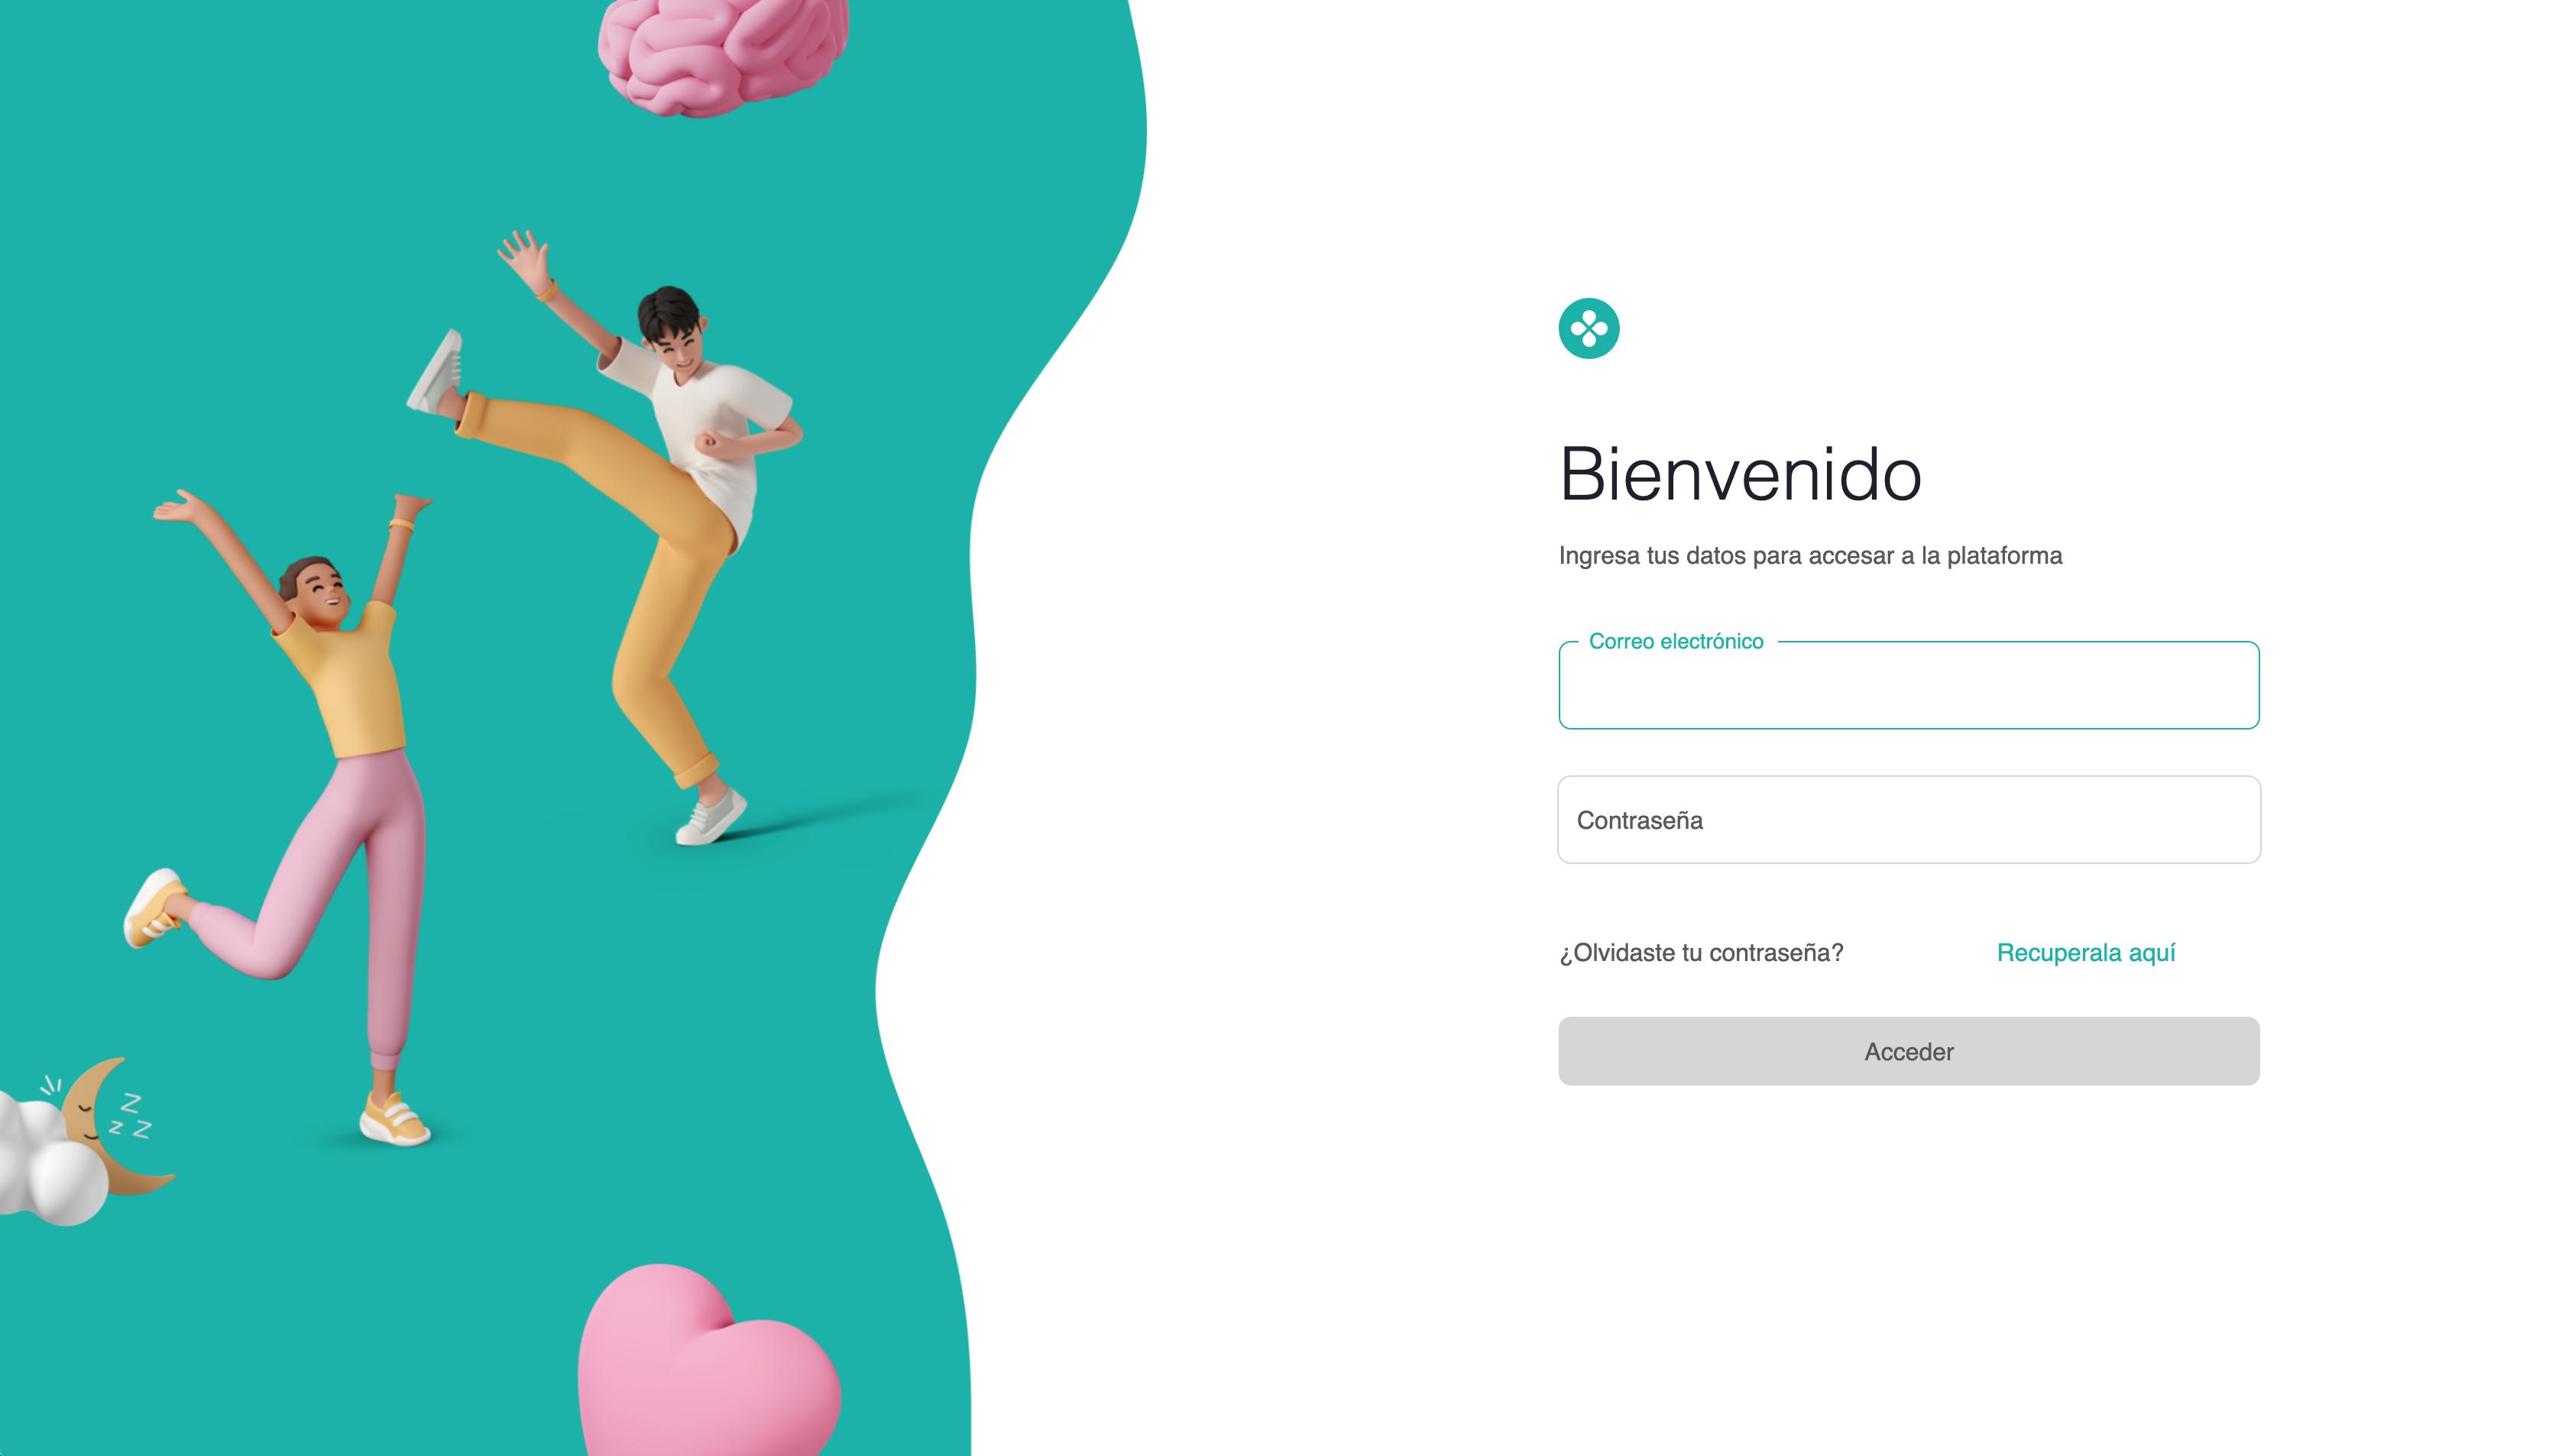 Bienvenido
Ingresa tus datos para accesar a la plataforma
Correo electrónico
Contraseña
¿Olvidaste tu contraseña? Recuperala aquí
Acceder
Z
z Z